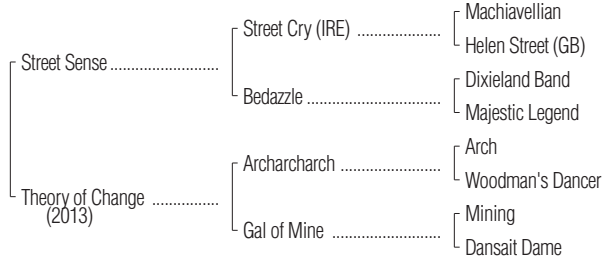 Machiavellian
Street Cry (IRE) ....................
Helen Street (GB)
Street Sense ..........................
Dixieland Band
Bedazzle ................................
Majestic Legend
Arch
Archarcharch ........................
Woodman's Dancer
Theory of Change ................
(2013)
Mining
Gal of Mine ..........................
Dansait Dame